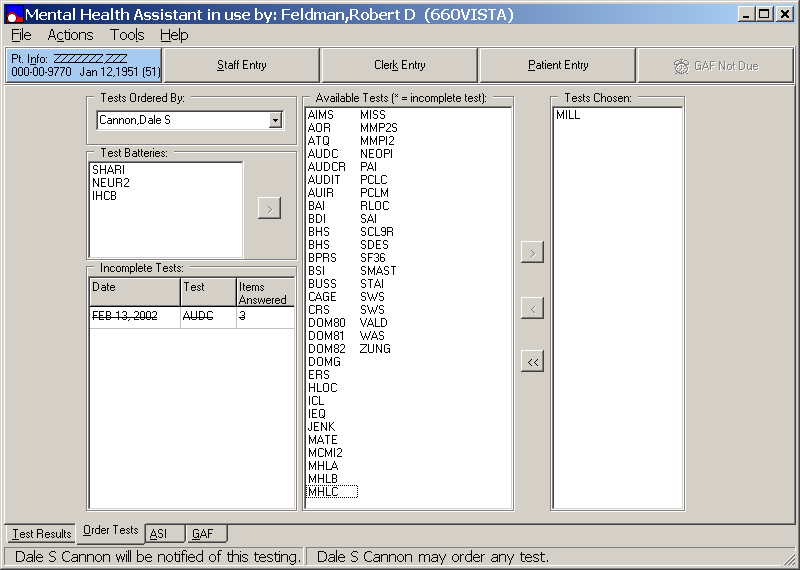 Mental Health Assistant in use by: Feldman,Robert D (660VISTA)
File Actions Tools Help
Pt. Info: ZZZZZZZZ,ZZZ
000-00-9770 Jan 12,1951 (51)
Staff Entry
Clerk Entry
Patient Entry
GAF Not Due
Tests Ordered By:
Cannon,Dale S
Test Batteries:
SHARI
NEUR2
IHCB
>
Incomplete Tests:
Date Test Items Answered
FEB 13, 2002 AUDC 3
Available Tests (* = incomplete test):
AIMS MISS
AOR MMP2S
ATQ MMPI2
AUDC NEOPI
AUDCR PAI
AUDIT PCLC
AUIR PCLM
BAI RLOC
BDI SAI
BHS SCL9R
BHS SDES
BPRS SF36
BSI SMAST
BUSS STAI
CAGE SWS
CRS SWS
DOM80 VALD
DOM81 WAS
DOM82 ZUNG
DOMG
ERS
HLOC
ICL
IEQ
JENK
MATE
MCMI2
MHLA
MHLB
MHLC
>
<
<<
Tests Chosen:
MILL
Test Results Order Tests ASI GAF
Dale S Cannon will be notified of this testing. Dale S Cannon may order any test.